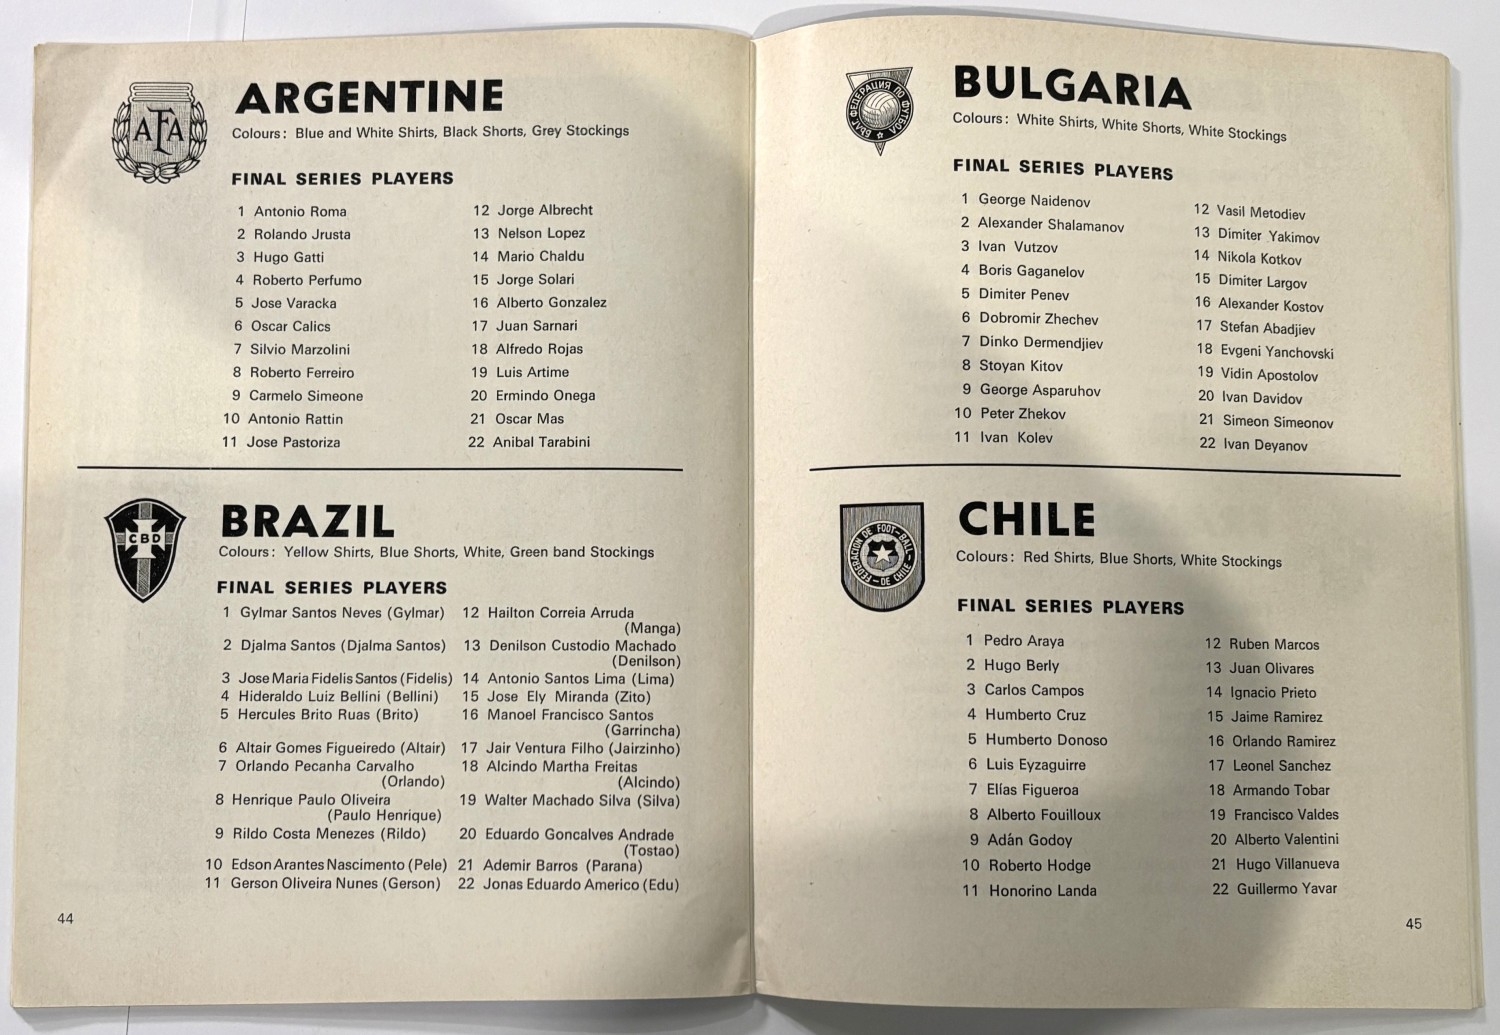 AFA
ARGENTINE
Colours: Blue and White Shirts, Black Shorts, Grey Stockings
FINAL SERIES PLAYERS
1 Antonio Roma
2 Rolando Jrusta
3 Hugo Gatti
4 Roberto Perfumo
5 Jose Varacka
6 Oscar Calics
7 Silvio Marzolini
8 Roberto Ferreiro
9 Carmelo Simeone
10 Antonio Rattin
11 Jose Pastoriza
12 Jorge Albrecht
13 Nelson Lopez
14 Mario Chaldu
15 Jorge Solari
16 Alberto Gonzalez
17 Juan Sarnari
18 Alfredo Rojas
19 Luis Artime
20 Ermindo Onega
21 Oscar Mas
22 Anibal Tarabini
CBD
BRAZIL
Colours: Yellow Shirts, Blue Shorts, White, Green band Stockings
FINAL SERIES PLAYERS
1 Gylmar Santos Neves (Gylmar)
2 Djalma Santos (Djalma Santos)
3 Jose Maria Fidelis Santos (Fidelis)
4 Hideraldo Luiz Bellini (Bellini)
5 Hercules Brito Ruas (Brito)
6 Altair Gomes Figueiredo (Altair)
7 Orlando Pecanha Carvalho
(Orlando)
8 Henrique Paulo Oliveira
(Paulo Henrique)
9 Rildo Costa Menezes (Rildo)
10 Edson Arantes Nascimento (Pele)
11 Gerson Oliveira Nunes (Gerson)
12 Hailton Correia Arruda
(Manga)
13 Denilson Custodio Machado
(Denilson)
14 Antonio Santos Lima (Lima)
15 Jose Ely Miranda (Zito)
16 Manoel Francisco Santos
(Garrincha)
17 Jair Ventura Filho (Jairzinho)
18 Alcindo Martha Freitas
(Alcindo)
19 Walter Machado Silva (Silva)
20 Eduardo Goncalves Andrade
(Tostao)
21 Ademir Barros (Parana)
22 Jonas Eduardo Americo (Edu)
44
БЪЛГ ФЕДЕРАЦИЯ ПО ФУТБОЛ
BULGARIA
Colours: White Shirts, White Shorts, White Stockings
FINAL SERIES PLAYERS
1 George Naidenov
2 Alexander Shalamanov
3 Ivan Vutzov
4 Boris Gaganelov
5 Dimiter Penev
6 Dobromir Zhechev
7 Dinko Dermendjiev
8 Stoyan Kitov
9 George Asparuhov
10 Peter Zhekov
11 Ivan Kolev
12 Vasil Metodiev
13 Dimiter Yakimov
14 Nikola Kotkov
15 Dimiter Largov
16 Alexander Kostov
17 Stefan Abadjiev
18 Evgeni Yanchovski
19 Vidin Apostolov
20 Ivan Davidov
21 Simeon Simeonov
22 Ivan Deyanov
FEDERACION DE FOOT-BALL - DE CHILE -
CHILE
Colours: Red Shirts, Blue Shorts, White Stockings
FINAL SERIES PLAYERS
1 Pedro Araya
2 Hugo Berly
3 Carlos Campos
4 Humberto Cruz
5 Humberto Donoso
6 Luis Eyzaguirre
7 Elías Figueroa
8 Alberto Fouilloux
9 Adán Godoy
10 Roberto Hodge
11 Honorino Landa
12 Ruben Marcos
13 Juan Olivares
14 Ignacio Prieto
15 Jaime Ramirez
16 Orlando Ramirez
17 Leonel Sanchez
18 Armando Tobar
19 Francisco Valdes
20 Alberto Valentini
21 Hugo Villanueva
22 Guillermo Yavar
45